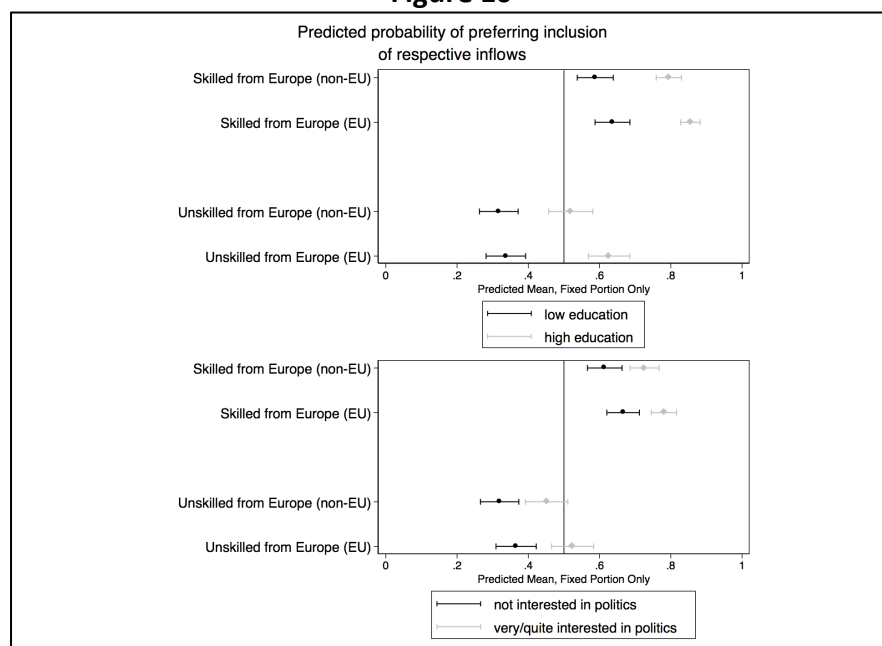 Predicted probability of preferring inclusion
of respective inflows
Skilled from Europe (non-EU)
Skilled from Europe (EU)
Unskilled from Europe (non-EU)
Unskilled from Europe (EU)
0 .2 .4 .6 .8 1
Predicted Mean, Fixed Portion Only
low education
high education
Skilled from Europe (non-EU)
Skilled from Europe (EU)
Unskilled from Europe (non-EU)
Unskilled from Europe (EU)
0 .2 .4 .6 .8 1
Predicted Mean, Fixed Portion Only
not interested in politics
very/quite interested in politics